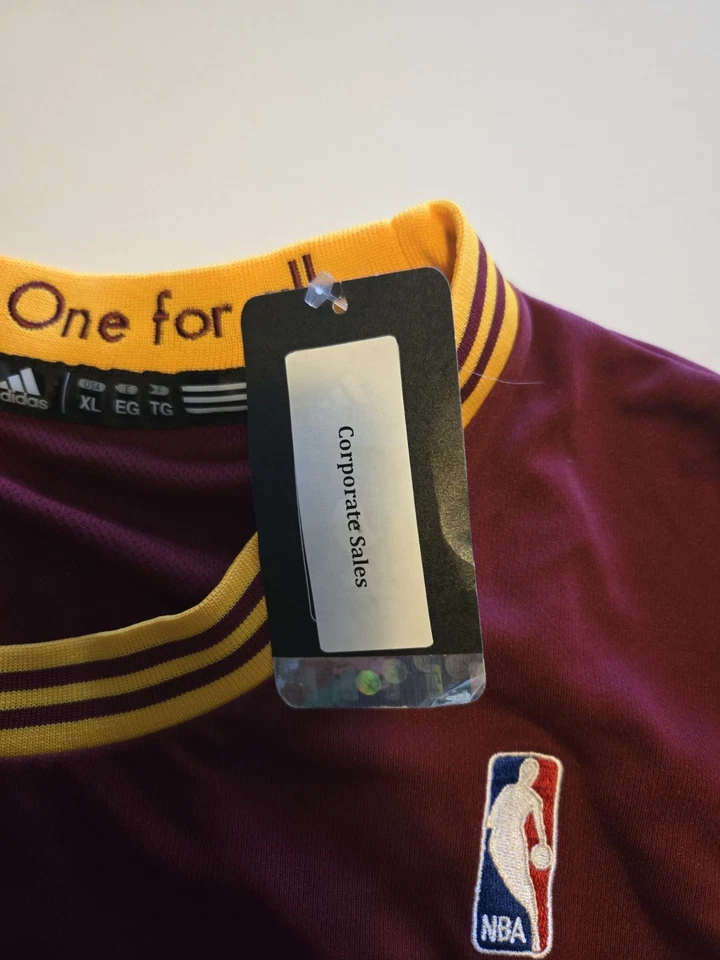 One for
adidas
USA E F
XL EG TG
Corporate Sales
NBA